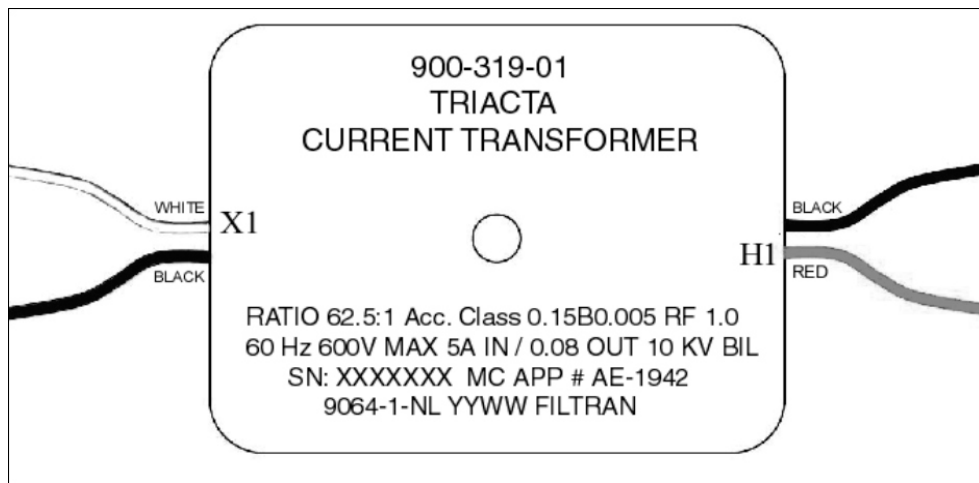 900-319-01
TRIACTA
CURRENT TRANSFORMER
WHITE
X1
BLACK
BLACK
H1
RED
RATIO 62.5:1 Acc. Class 0.15B0.005 RF 1.0
60 Hz 600V MAX 5A IN / 0.08 OUT 10 KV BIL
SN: XXXXXXX MC APP # AE-1942
9064-1-NL YYWW FILTRAN